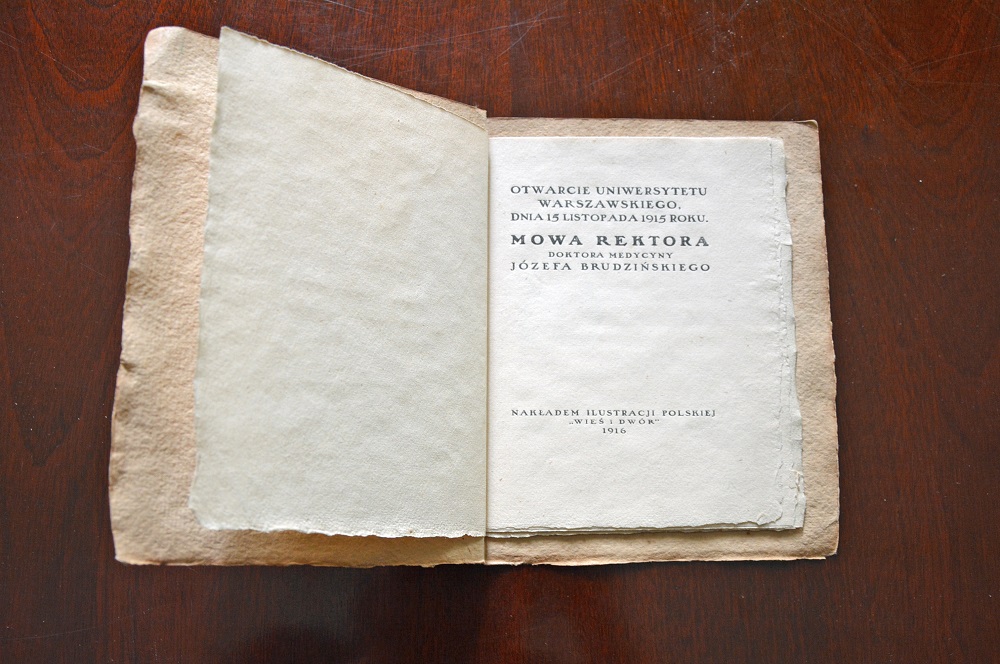 OTWARCIE UNIWERSYTETU
WARSZAWSKIEGO.
DNIA 15 LISTOPADA 1915 ROKU.
MOWA REKTORA
DOKTORA MEDYCYNY
JÓZEFA BRUDZIŃSKIEGO
NAKŁADEM ILUSTRACJI POLSKIEJ
„WIEŚ i DWÓR”
1916